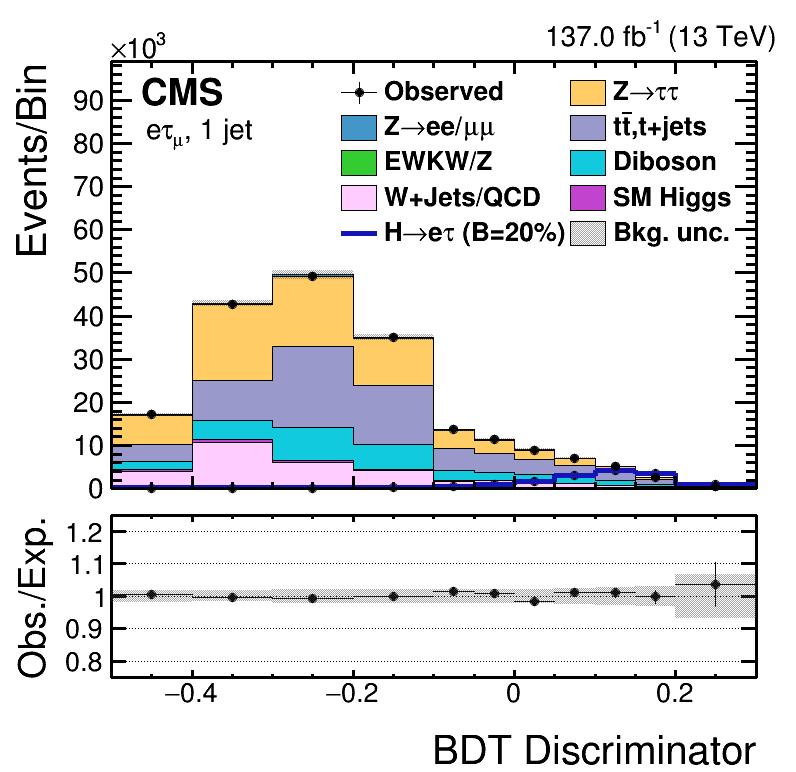 ×10³
137.0 fb⁻¹ (13 TeV)
Events/Bin
CMS
eτ_μ, 1 jet
Observed
Z→ττ
Z→ee/μμ
tt̄,t+jets
EWKW/Z
Diboson
W+Jets/QCD
SM Higgs
H→eτ (B=20%)
Bkg. unc.
90
80
70
60
50
40
30
20
10
0
Obs./Exp.
1.2
1.1
1
0.9
0.8
−0.4
−0.2
0
0.2
BDT Discriminator